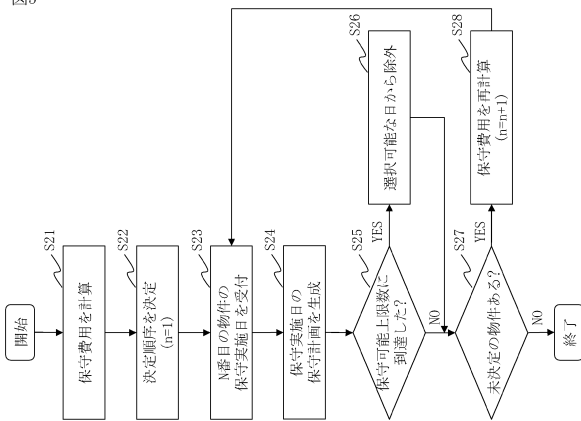 図5
開始
S21
保守費用を計算
S22
決定順序を決定
(n=1)
S23
N番目の物件の
保守実施日を受付
S24
保守実施日の
保守計画を生成
S25
保守可能上限数に
到達した?
YES
NO
S26
選択可能な日から除外
S27
未決定の物件ある?
YES
NO
S28
保守費用を再計算
(n=n+1)
終了